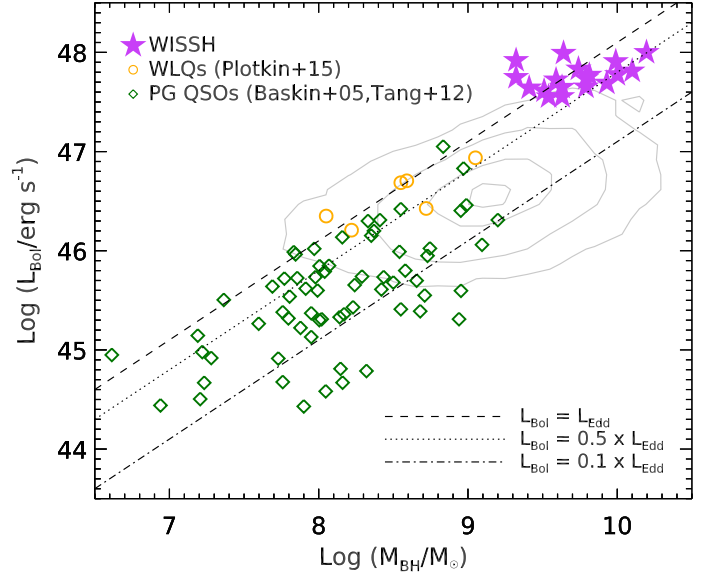 48
47
46
45
44
Log (L_Bol/erg s⁻¹)
WISSH
WLQs (Plotkin+15)
PG QSOs (Baskin+05,Tang+12)
L_Bol = L_Edd
L_Bol = 0.5 x L_Edd
L_Bol = 0.1 x L_Edd
7 8 9 10
Log (M_BH/M_☉)